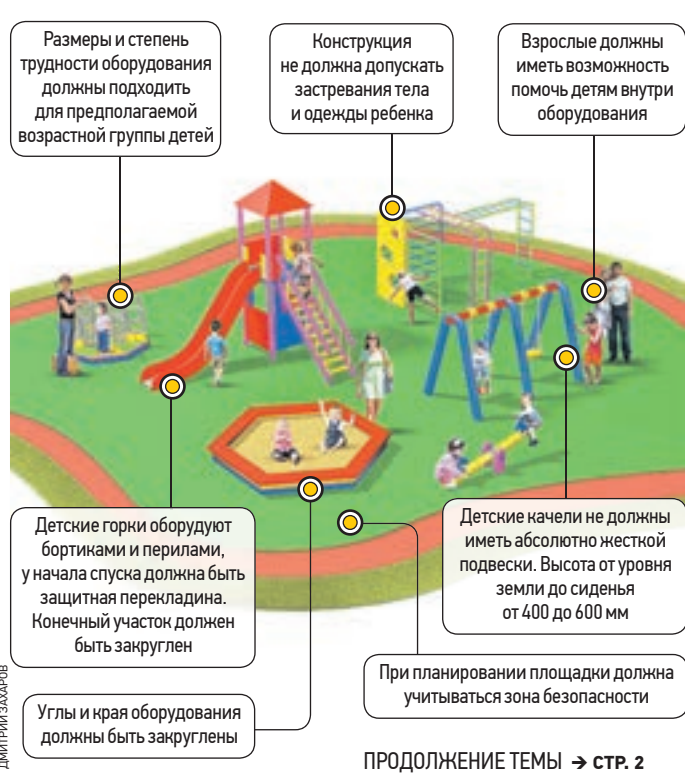 Размеры и степень
трудности оборудования
должны подходить
для предполагаемой
возрастной группы детей
Конструкция
не должна допускать
застревания тела
и одежды ребенка
Взрослые должны
иметь возможность
помочь детям внутри
оборудования
Детские горки оборудуют
бортиками и перилами,
у начала спуска должна быть
защитная перекладина.
Конечный участок должен
быть закруглен
Детские качели не должны
иметь абсолютно жесткой
подвески. Высота от уровня
земли до сиденья
от 400 до 600 мм
При планировании площадки должна
учитываться зона безопасности
Углы и края оборудования
должны быть закруглены
ДМИТРИЙ ЗАХАРОВ
ПРОДОЛЖЕНИЕ ТЕМЫ → СТР. 2